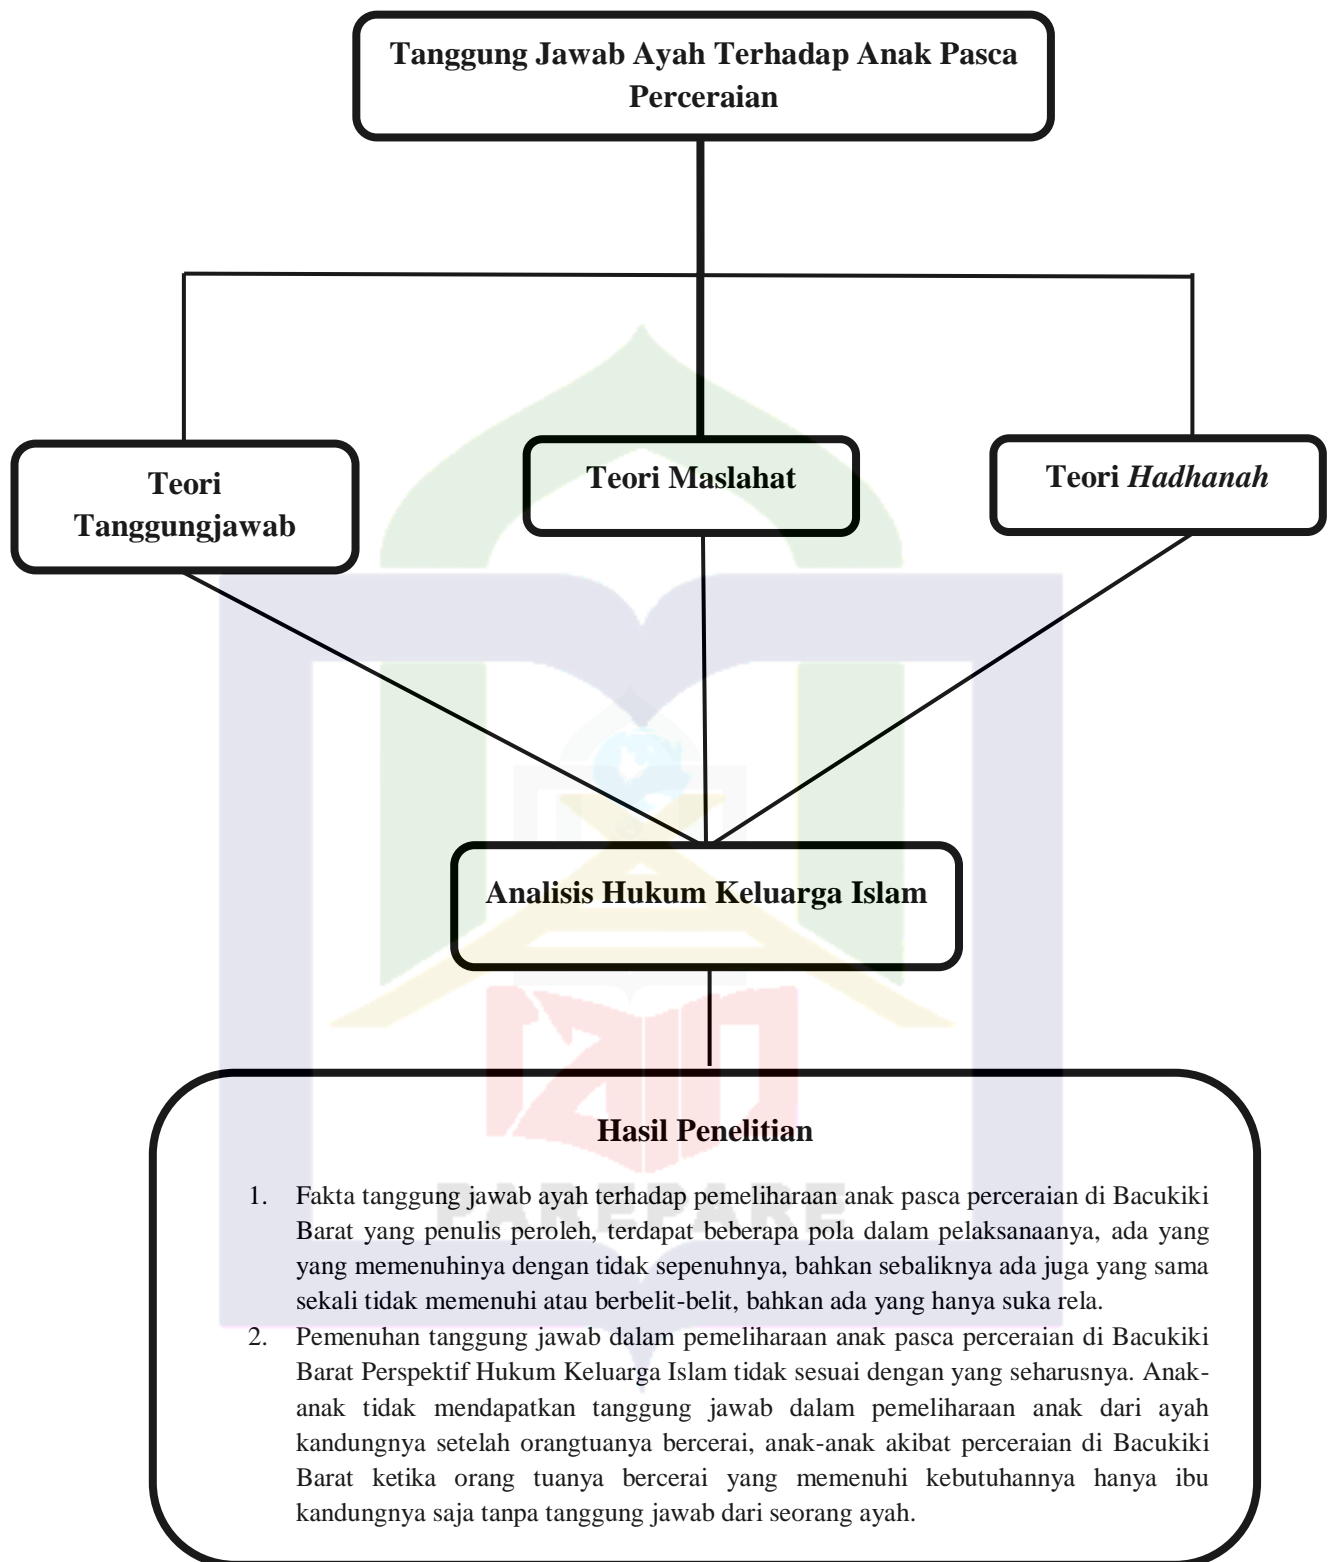 Tanggung Jawab Ayah Terhadap Anak Pasca
Perceraian
Teori
Tanggungjawab
Teori Maslahat
Teori Hadhanah
Analisis Hukum Keluarga Islam
Hasil Penelitian
1. Fakta tanggung jawab ayah terhadap pemeliharaan anak pasca perceraian di Bacukiki
Barat yang penulis peroleh, terdapat beberapa pola dalam pelaksanaanya, ada yang
yang memenuhinya dengan tidak sepenuhnya, bahkan sebaliknya ada juga yang sama
sekali tidak memenuhi atau berbelit-belit, bahkan ada yang hanya suka rela.
2. Pemenuhan tanggung jawab dalam pemeliharaan anak pasca perceraian di Bacukiki
Barat Perspektif Hukum Keluarga Islam tidak sesuai dengan yang seharusnya. Anak-
anak tidak mendapatkan tanggung jawab dalam pemeliharaan anak dari ayah
kandungnya setelah orangtuanya bercerai, anak-anak akibat perceraian di Bacukiki
Barat ketika orang tuanya bercerai yang memenuhi kebutuhannya hanya ibu
kandungnya saja tanpa tanggung jawab dari seorang ayah.
iain
PAREPARE